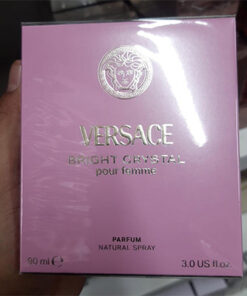 VERSACE
BRIGHT CRYSTAL
pour femme
PARFUM
NATURAL SPRAY
90 ml ℮ 3.0 US fl.oz.